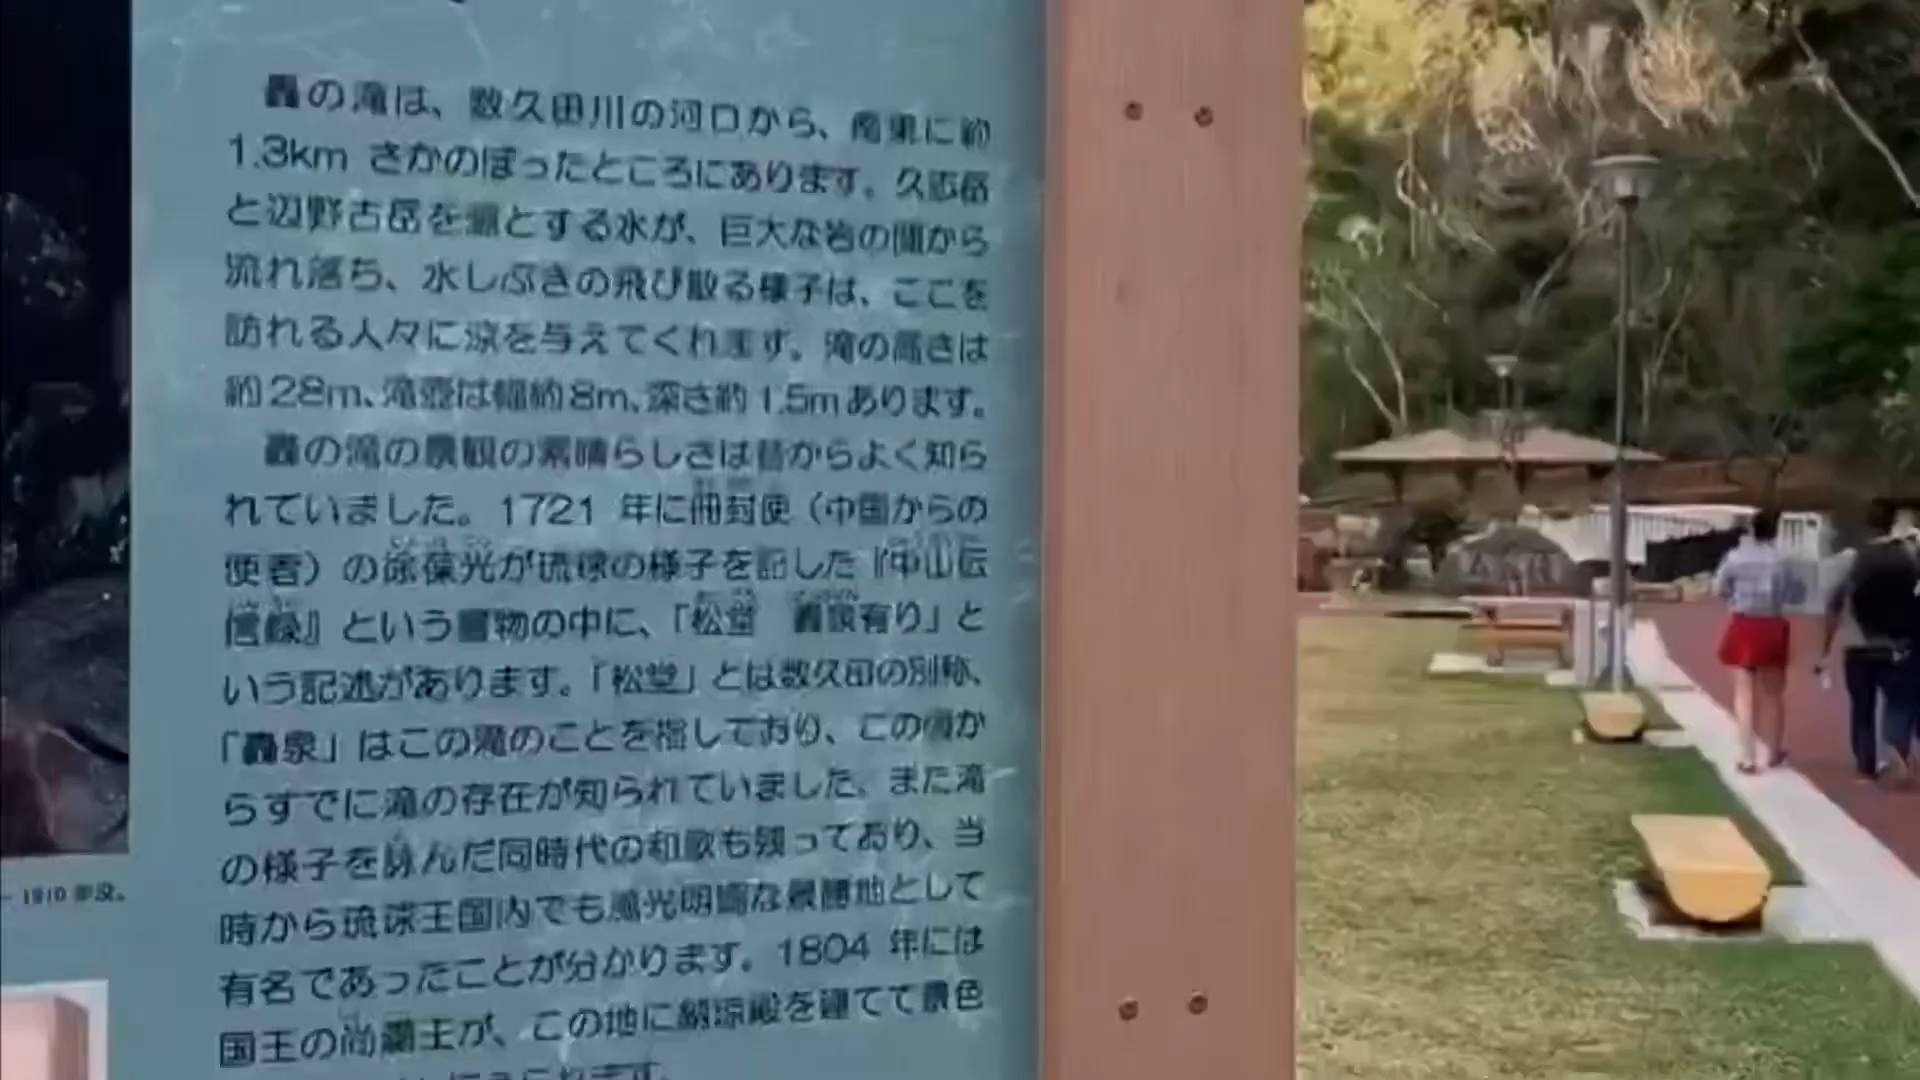 轟の滝は、数久田川の河口から、南東に約
1.3km さかのぼったところにあります。久志岳
と辺野古岳を源とする水が、巨大な岩の間から
流れ落ち、水しぶきの飛び散る様子は、ここを
訪れる人々に涼を与えてくれます。滝の高さは
約28m、滝壺は幅約8m、深さ約1.5mあります。
轟の滝の景観の素晴らしさは昔からよく知ら
れていました。1721 年に冊封使（中国からの
使者）の徐葆光が琉球の様子を記した『中山伝
信録』という書物の中に、「松堂 轟泉有り」と
いう記述があります。「松堂」とは数久田の別称、
「轟泉」はこの滝のことを指しており、この頃か
らすでに滝の存在が知られていました。また滝
の様子を詠んだ同時代の和歌も残っており、当
時から琉球王国内でも風光明媚な景勝地として
有名であったことが分かります。1804 年には
国王の尚灝王が、この地に納涼殿を建てて景色
1910